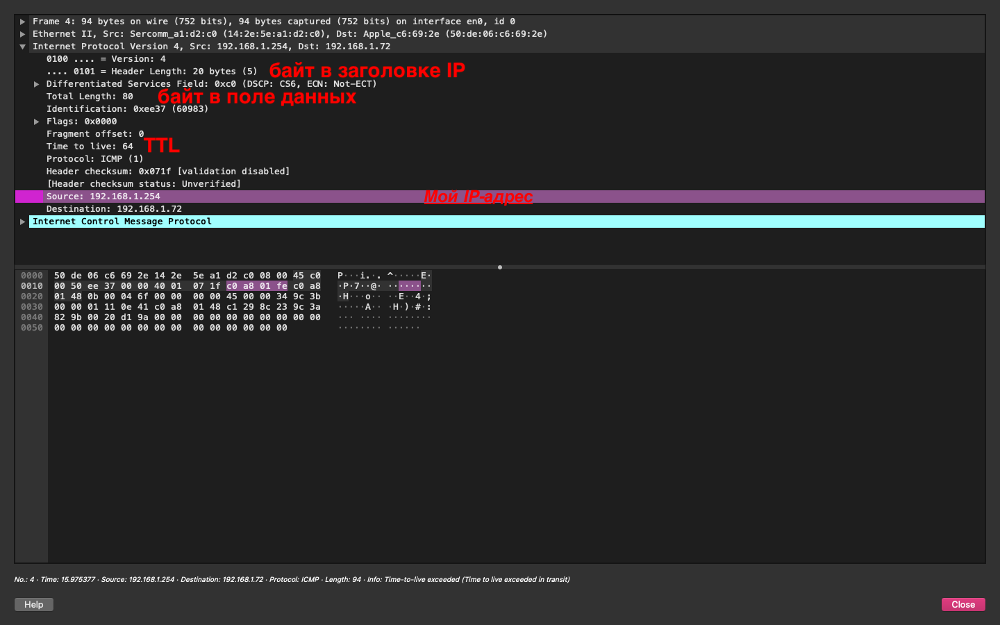 Frame 4: 94 bytes on wire (752 bits), 94 bytes captured (752 bits) on interface en0, id 0
Ethernet II, Src: Sercomm_a1:d2:c0 (14:2e:5e:a1:d2:c0), Dst: Apple_c6:69:2e (50:de:06:c6:69:2e)
Internet Protocol Version 4, Src: 192.168.1.254, Dst: 192.168.1.72
0100 .... = Version: 4
.... 0101 = Header Length: 20 bytes (5) байт в заголовке IP
Differentiated Services Field: 0xc0 (DSCP: CS6, ECN: Not-ECT)
Total Length: 80 байт в поле данных
Identification: 0xee37 (60983)
Flags: 0x0000
Fragment offset: 0
Time to live: 64 TTL
Protocol: ICMP (1)
Header checksum: 0x071f [validation disabled]
[Header checksum status: Unverified]
Source: 192.168.1.254 Мой IP-адрес
Destination: 192.168.1.72
Internet Control Message Protocol
0000 50 de 06 c6 69 2e 14 2e 5e a1 d2 c0 08 00 45 c0 P···i.·. ^·····E·
0010 00 50 ee 37 00 00 40 01 07 1f c0 a8 01 fe c0 a8 ·P·7··@· ········
0020 01 48 0b 00 04 6f 00 00 00 00 45 00 00 34 9c 3b ·H···o·· ··E··4·;
0030 00 00 01 11 0e 41 c0 a8 01 48 c1 29 8c 23 9c 3a ·····A·· ·H·)·#·:
0040 82 9b 00 20 d1 9a 00 00 00 00 00 00 00 00 00 00 ··· ···· ········
0050 00 00 00 00 00 00 00 00 00 00 00 00 00 00 ········ ······
No.: 4 · Time: 15.975377 · Source: 192.168.1.254 · Destination: 192.168.1.72 · Protocol: ICMP · Length: 94 · Info: Time-to-live exceeded (Time to live exceeded in transit)
Help
Close